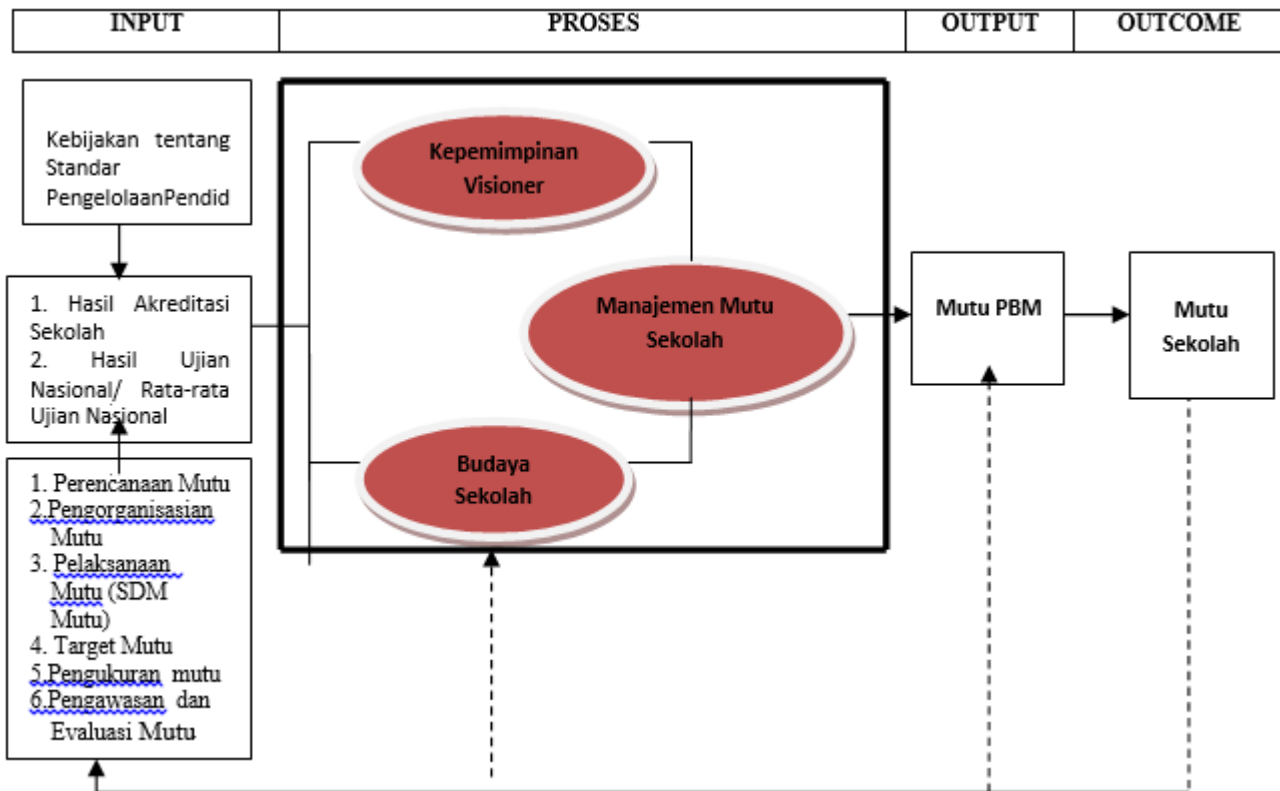 INPUT
PROSES
OUTPUT
OUTCOME
Kebijakan tentang
Standar
PengelolaanPendid
1. Hasil Akreditasi
Sekolah
2. Hasil Ujian
Nasional/ Rata-rata
Ujian Nasional
1. Perencanaan Mutu
2.Pengorganisasian
Mutu
3. Pelaksanaan
Mutu (SDM
Mutu)
4. Target Mutu
5.Pengukuran mutu
6.Pengawasan dan
Evaluasi Mutu
Kepemimpinan
Visioner
Manajemen Mutu
Sekolah
Budaya
Sekolah
Mutu PBM
Mutu
Sekolah